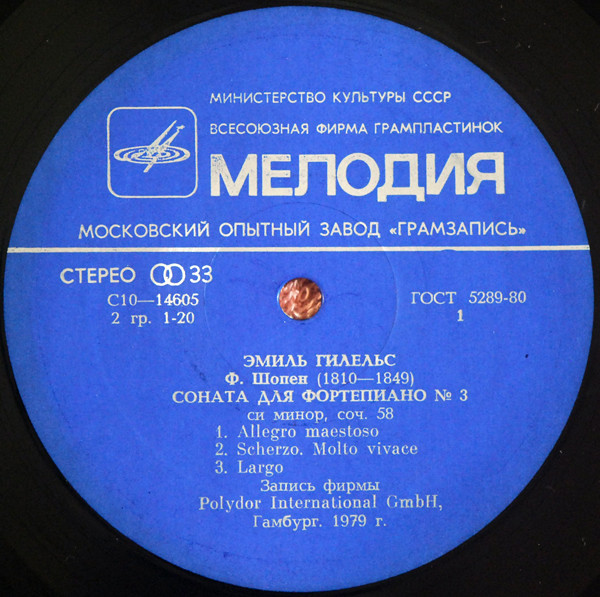 МИНИСТЕРСТВО КУЛЬТУРЫ СССР
ВСЕСОЮЗНАЯ ФИРМА ГРАМПЛАСТИНОК
МЕЛОДИЯ
МОСКОВСКИЙ ОПЫТНЫЙ ЗАВОД «ГРАМЗАПИСЬ»
СТЕРЕО 33
С10—14605
2 гр. 1-20
ГОСТ 5289-80
1
ЭМИЛЬ ГИЛЕЛЬС
Ф. Шопен (1810—1849)
СОНАТА ДЛЯ ФОРТЕПИАНО № 3
си минор, соч. 58
1. Allegro maestoso
2. Scherzo. Molto vivace
3. Largo
Запись фирмы
Polydor International GmbH,
Гамбург. 1979 г.